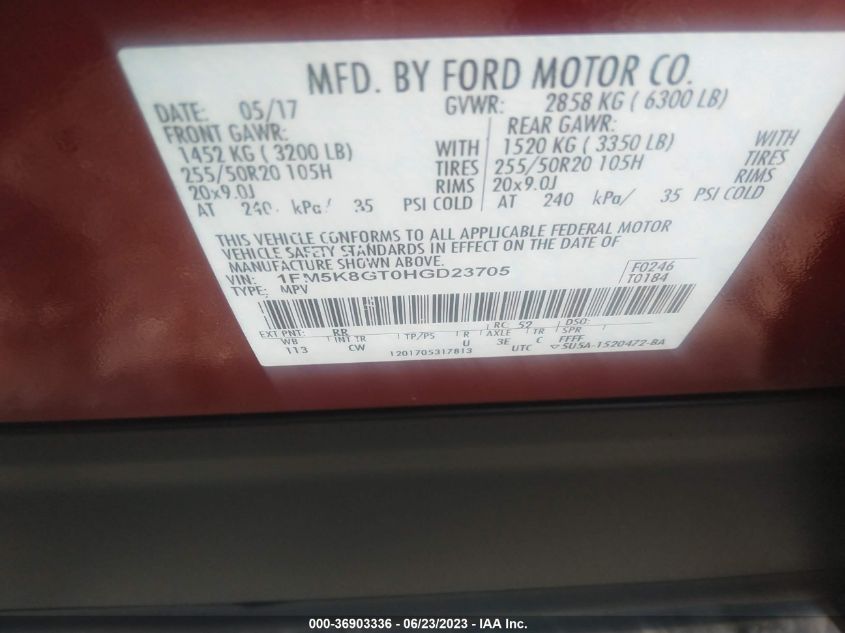 MFD. BY FORD MOTOR CO.
DATE: 05/17 GVWR: 2858 KG ( 6300 LB)
FRONT GAWR: REAR GAWR:
1452 KG ( 3200 LB) WITH 1520 KG ( 3350 LB) WITH
255/50R20 105H TIRES 255/50R20 105H TIRES
20x9.0J RIMS 20x9.0J RIMS
AT 240 kPa/ 35 PSI COLD AT 240 kPa/ 35 PSI COLD
THIS VEHICLE CONFORMS TO ALL APPLICABLE FEDERAL MOTOR
VEHICLE SAFETY STANDARDS IN EFFECT ON THE DATE OF
MANUFACTURE SHOWN ABOVE.
VIN: 1FM5K8GT0HGD23705 F0246
TYPE: MPV T0184
EXT PNT: RR RC: 52 DSO:
WB INT TR TP/PS R AXLE TR SPR
113 CW U 3E C FFFF
1201705317813 UTC ▽ SU5A-1520472-BA
000-36903336 - 06/23/2023 - IAA Inc.